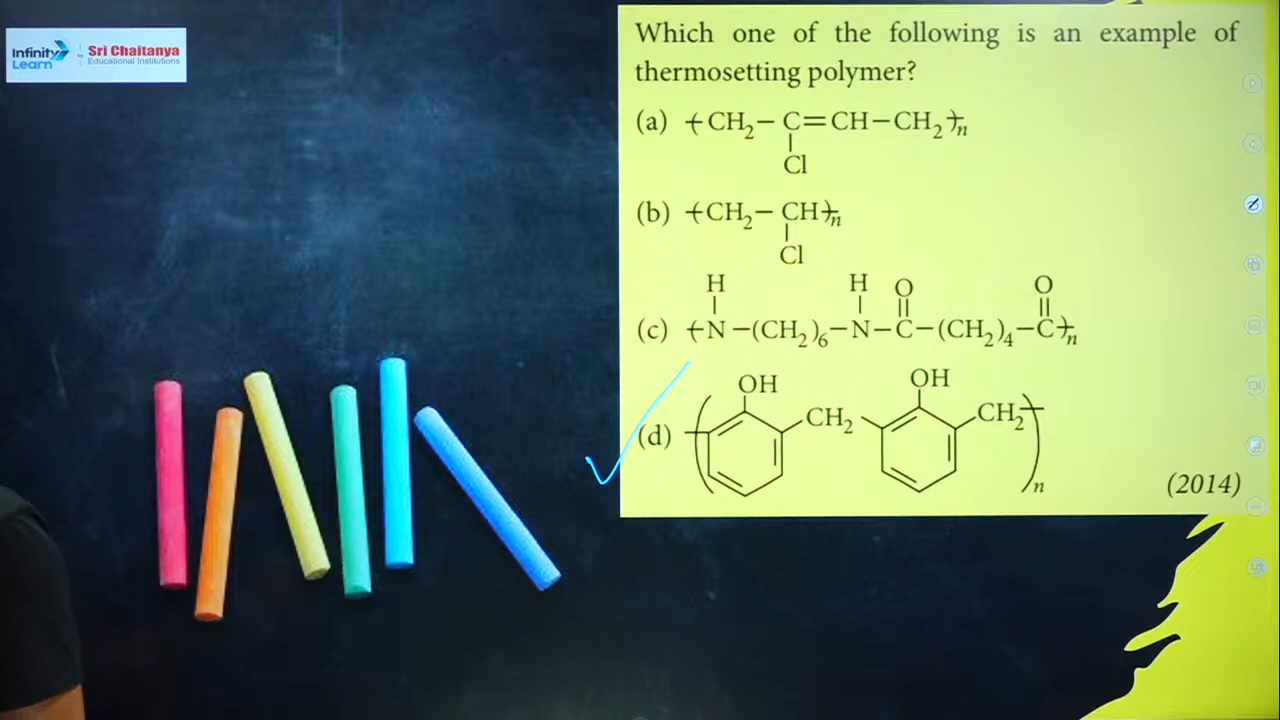 Infinity Learn
by
Sri Chaitanya
Educational Institutions
Which one of the following is an example of
thermosetting polymer?
(a) –(CH₂–C=CH–CH₂)–ₙ
Cl
(b) –(CH₂–CH)–ₙ
Cl
H H O O
(c) –(N–(CH₂)₆–N–C–(CH₂)₄–C)–ₙ
OH OH
(d) CH₂ CH₂ n
(2014)